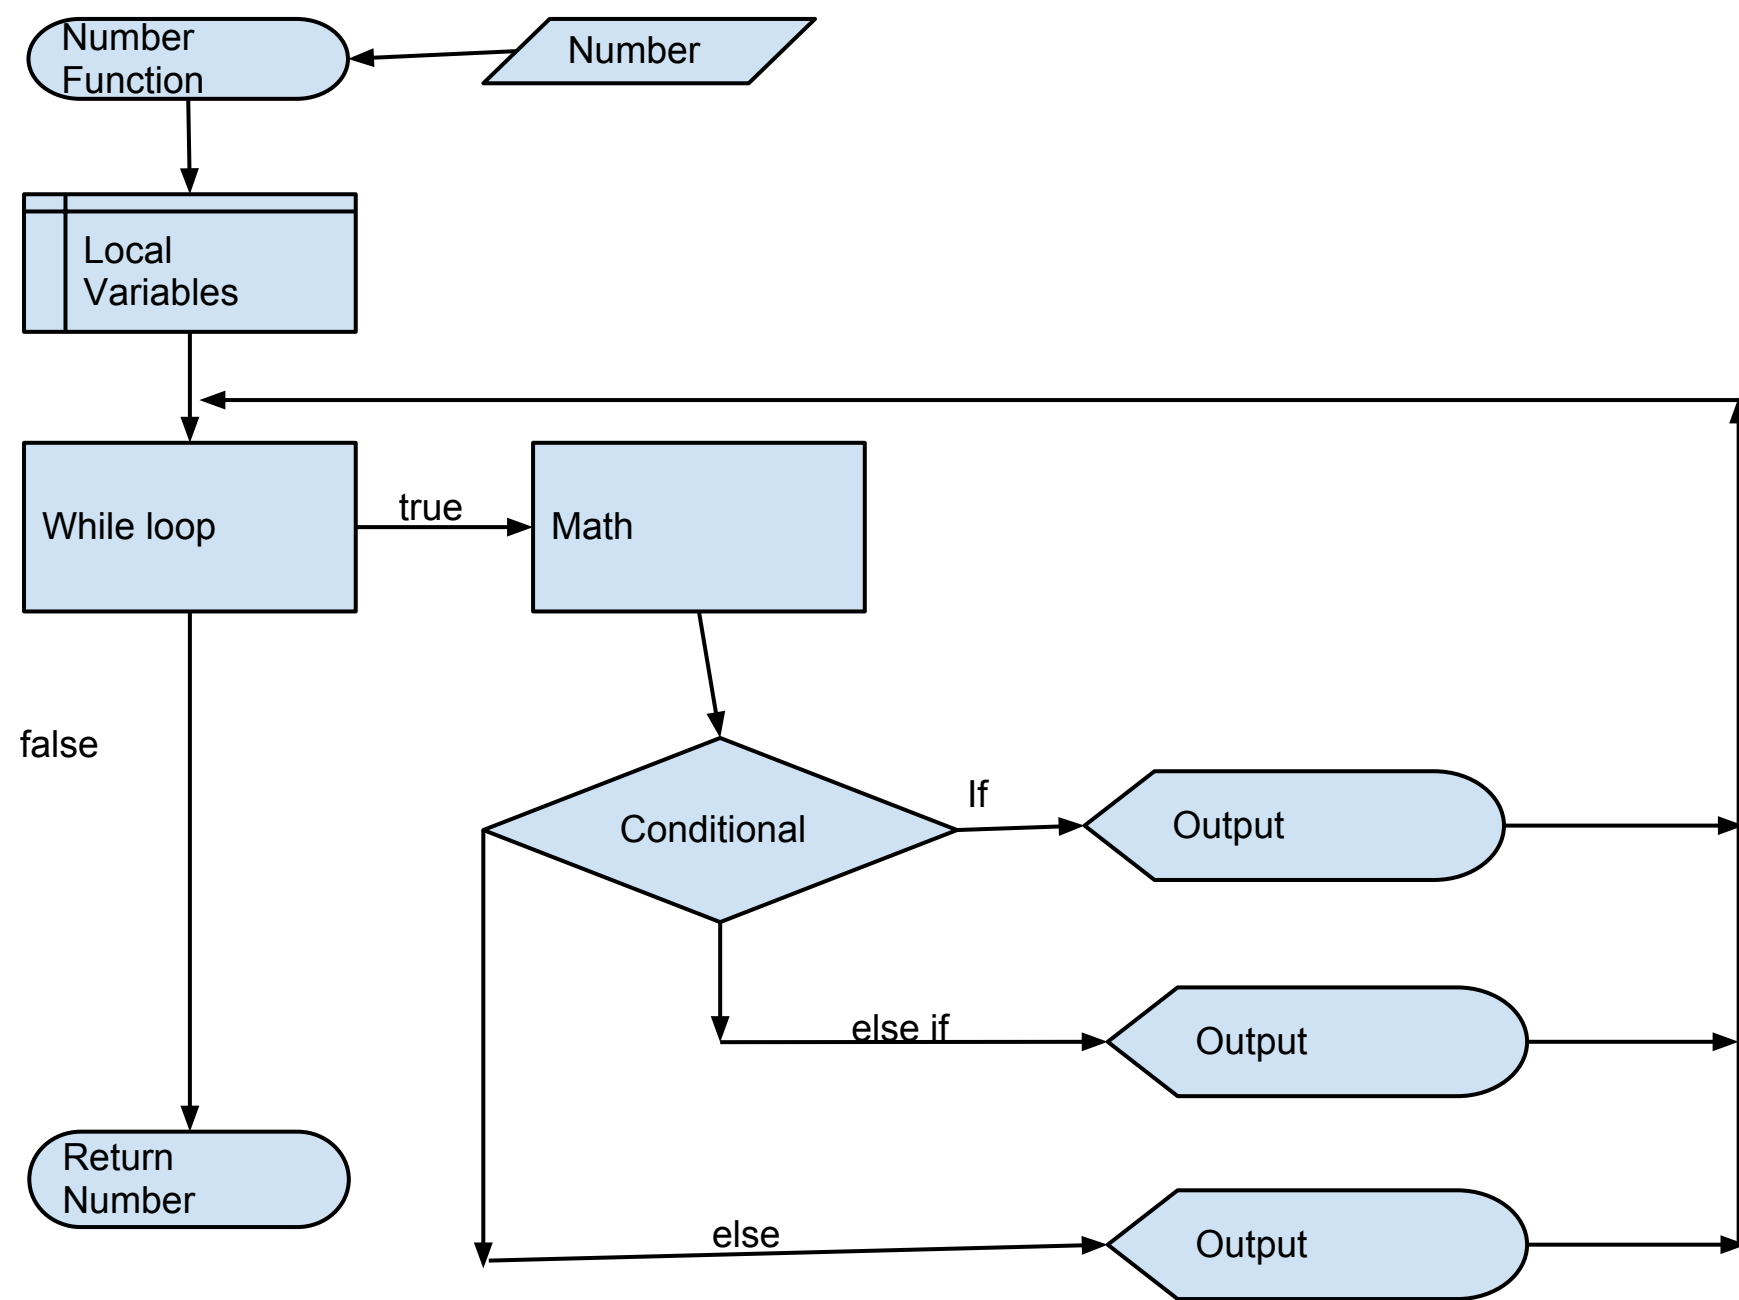 Number
Function
Number
Local
Variables
While loop
true
Math
false
Conditional
If
Output
else if
Output
Return
Number
else
Output